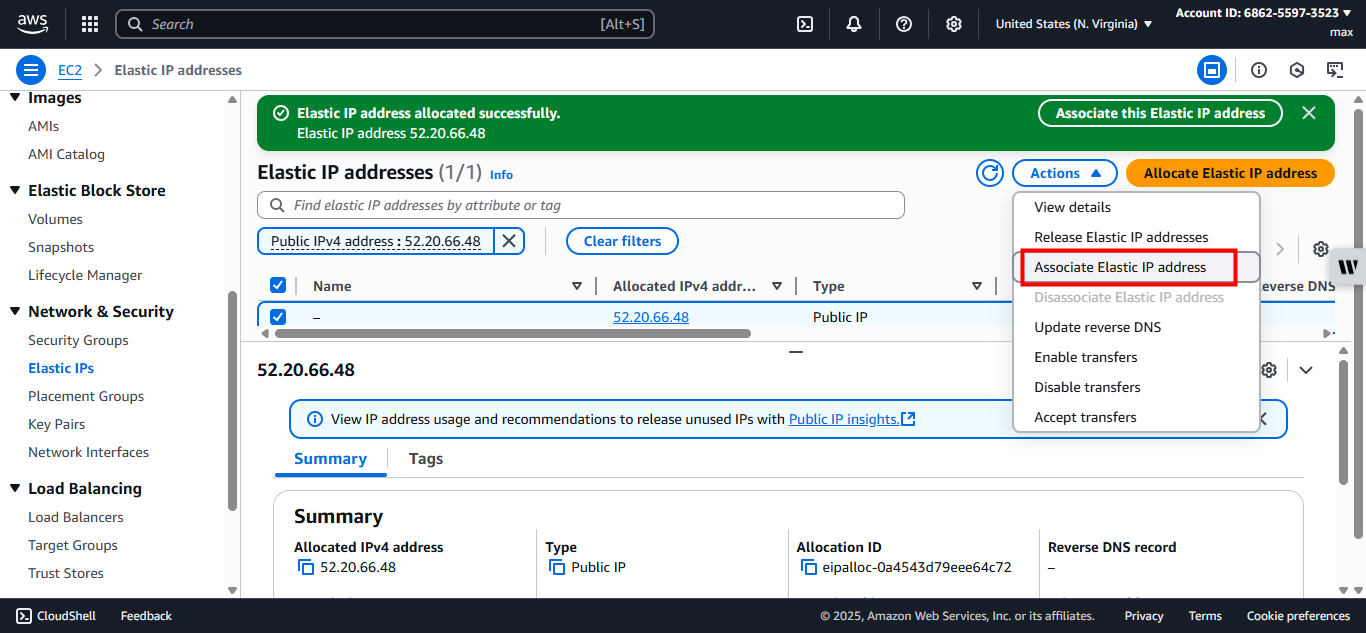 aws
Search [Alt+S]
United States (N. Virginia)
Account ID: 6862-5597-3523
max
EC2 Elastic IP addresses
Images
AMIs
AMI Catalog
Elastic Block Store
Volumes
Snapshots
Lifecycle Manager
Network & Security
Security Groups
Elastic IPs
Placement Groups
Key Pairs
Network Interfaces
Load Balancing
Load Balancers
Target Groups
Trust Stores
Elastic IP address allocated successfully.
Elastic IP address 52.20.66.48
Associate this Elastic IP address
Elastic IP addresses (1/1) Info
Actions
Allocate Elastic IP address
Find elastic IP addresses by attribute or tag
Public IPv4 address : 52.20.66.48
Clear filters
Name Allocated IPv4 addr... Type everse DNS
– 52.20.66.48 Public IP
View details
Release Elastic IP addresses
Associate Elastic IP address
Disassociate Elastic IP address
Update reverse DNS
Enable transfers
Disable transfers
Accept transfers
W
52.20.66.48
View IP address usage and recommendations to release unused IPs with Public IP insights.
Summary Tags
Summary
Allocated IPv4 address
52.20.66.48
Type
Public IP
Allocation ID
eipalloc-0a4543d79eee64c72
Reverse DNS record
–
CloudShell Feedback
© 2025, Amazon Web Services, Inc. or its affiliates. Privacy Terms Cookie preferences